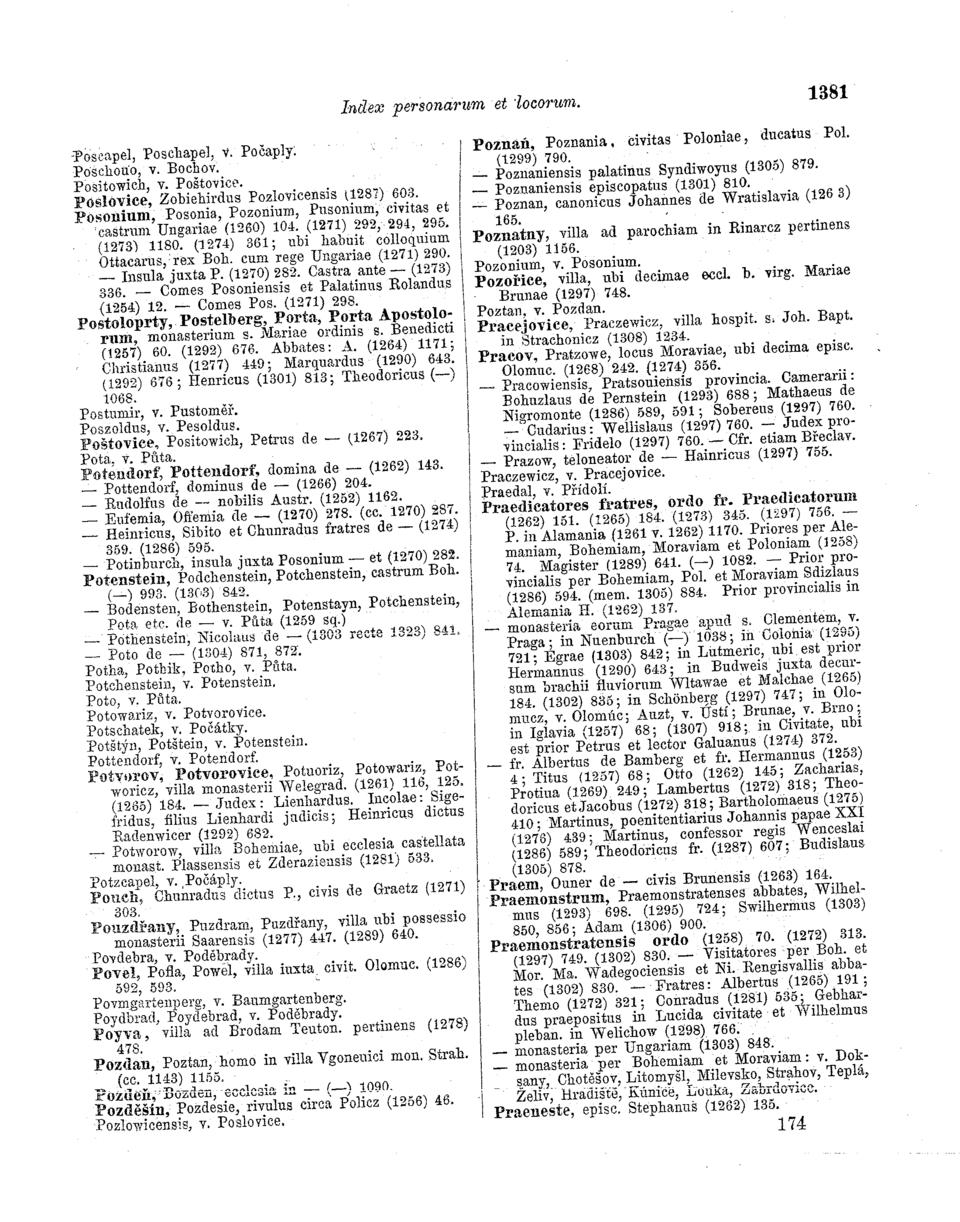 Index personarum et locorum.
1381
Poscapel, Poschapel, v. Počaply.
Poschouo, v. Bochov.
Positowich, v. Poštovice.
Poslovice, Zobiehirdus Pozlovicensis (1287) 603.
Posonium, Posonia, Pozonium, Pusonium, civitas et
castrum Ungariae (1260) 104. (1271) 292, 294, 295.
(1273) 1180. (1274) 361; ubi habuit colloquium
Ottacarus, rex Boh. cum rege Ungariae (1271) 290.
— Insula juxta P. (1270) 282. Castra ante — (1273)
336. — Comes Posoniensis et Palatinus Rolandus
(1254) 12. — Comes Pos. (1271) 298.
Postoloprty, Postelberg, Porta, Porta Apostolo-
rum, monasterium s. Mariae ordinis s. Benedicti
(1257) 60. (1292) 676. Abbates: A. (1264) 1171;
Christianus (1277) 449; Marquardus (1290) 643.
(1292) 676; Henricus (1301) 813; Theodoricus (—)
1068.
Postumir, v. Pustoměř.
Poszoldus, v. Pesoldus.
Poštovice, Positowich, Petrus de — (1267) 223.
Pota, v. Půta.
Potendorf, Pottendorf, domina de — (1262) 143.
— Pottendorf, dominus de — (1266) 204.
— Rudolfus de — nobilis Austr. (1252) 1162.
— Eufemia, Offemia de — (1270) 278. (cc. 1270) 287.
— Heinricus, Sibito et Chunradus fratres de — (1274)
359. (1286) 595.
— Potinburch, insula juxta Posonium — et (1270) 282.
Potenstein, Podchenstein, Potchenstein, castrum Boh.
(—) 993. (1303) 842.
— Bodensten, Bothenstein, Potenstayn, Potchenstein,
Pota etc. de — v. Půta (1259 sq.)
— Pothenstein, Nicolaus de — (1303 recte 1323) 841.
— Poto de — (1304) 871, 872.
Potha, Pothik, Potho, v. Půta.
Potchenstein, v. Potenstein.
Poto, v. Půta.
Potowariz, v. Potvorovice.
Potschatek, v. Počátky.
Potštýn, Potštein, v. Potenstein.
Pottendorf, v. Potendorf.
Potvorov, Potvorovice, Potuoriz, Potowariz, Pot-
woricz, villa monasterii Welegrad. (1261) 116, 125.
(1265) 184. — Judex: Lienhardus. Incolae: Sige-
fridus, filius Lienhardi judicis; Heinricus dictus
Radenwicer (1292) 682.
— Potworow, villa Bohemiae, ubi ecclesia castellata
monast. Plassensis et Zderaziensis (1281) 533.
Potzcapel, v. Počáply.
Pouch, Chunradus dictus P., civis de Graetz (1271)
303.
Pouzdřany, Puzdram, Puzdřany, villa ubi possessio
monasterii Saarensis (1277) 447. (1289) 640.
Povdebra, v. Poděbrady.
Povel, Pofla, Powel, villa iuxta civit. Olomuc. (1286)
592, 593.
Povmgartenperg, v. Baumgartenberg.
Poydbrad, Poydebrad, v. Poděbrady.
Poyva, villa ad Brodam Teuton. pertinens (1278)
478.
Pozdan, Poztan, homo in villa Vgoneuici mon. Strah.
(cc. 1143) 1155.
Pozdeň, Bozden, ecclesia in — (—) 1090.
Pozděšín, Pozdesie, rivulus circa Policz (1256) 46.
Pozlowicensis, v. Poslovice.
Poznań, Poznania, civitas Poloniae, ducatus Pol.
(1299) 790.
— Poznaniensis palatinus Syndiwoyus (1305) 879.
— Poznaniensis episcopatus (1301) 810.
— Poznan, canonicus Johannes de Wratislavia (126 3)
165.
Poznatny, villa ad parochiam in Rinarcz pertinens
(1203) 1156.
Pozonium, v. Posonium.
Pozořice, villa, ubi decimae eccl. b. virg. Mariae
Brunae (1297) 748.
Poztan, v. Pozdan.
Pracejovice, Praczewicz, villa hospit. s. Joh. Bapt.
in Strachonicz (1308) 1234.
Pracov, Pratzowe, locus Moraviae, ubi decima episc.
Olomuc. (1268) 242. (1274) 356.
— Pracowiensis, Pratsouiensis provincia. Camerarii:
Bohuzlaus de Pernstein (1293) 688; Mathaeus de
Nigromonte (1286) 589, 591; Sobereus (1297) 760.
— Cudarius: Wellislaus (1297) 760. — Judex pro-
vincialis: Fridelo (1297) 760. — Cfr. etiam Břeclav.
— Prazow, teloneator de — Hainricus (1297) 755.
Praczewicz, v. Pracejovice.
Praedal, v. Přídolí.
Praedicatores fratres, ordo fr. Praedicatorum
(1262) 151. (1265) 184. (1273) 345. (1297) 756. —
P. in Alamania (1261 v. 1262) 1170. Priores per Ale-
maniam, Bohemiam, Moraviam et Poloniam (1258)
74. Magister (1289) 641. (—) 1082. — Prior pro-
vincialis per Bohemiam, Pol. et Moraviam Sdizlaus
(1286) 594. (mem. 1305) 884. Prior provincialis in
Alemania H. (1262) 137.
— monasteria eorum Pragae apud s. Clementem, v.
Praga; in Nuenburch (—) 1038; in Colonia (1295)
721; Egrae (1303) 842; in Lutmeric, ubi est prior
Hermannus (1290) 643; in Budweis juxta decur-
sum brachii fluviorum Wltawae et Malchae (1265)
184. (1302) 835; in Schönberg (1297) 747; in Olo-
mucz, v. Olomúc; Auzt, v. Ustí; Brunae, v. Brno;
in Iglavia (1257) 68; (1307) 918; in Civitate, ubi
est prior Petrus et lector Galuanus (1274) 372.
— fr. Albertus de Bamberg et fr. Hermannus (1253)
4; Titus (1257) 68; Otto (1262) 145; Zacharias,
Protiua (1269) 249; Lambertus (1272) 318; Theo-
doricus et Jacobus (1272) 318; Bartholomaeus (1275)
410; Martinus, poenitentiarius Johannis papae XXI
(1276) 439; Martinus, confessor regis Wenceslai
(1286) 589; Theodoricus fr. (1287) 607; Budislaus
(1305) 878.
Praem, Ouner de — civis Brunensis (1263) 164.
Praemonstrum, Praemonstratenses abbates, Wilhel-
mus (1293) 698. (1295) 724; Swilhermus (1303)
850, 856; Adam (1306) 900.
Praemonstratensis ordo (1258) 70. (1272) 313.
(1297) 749. (1302) 830. — Visitatores per Boh. et
Mor. Ma. Wadegociensis et Ni. Rengisvallis abba-
tes (1302) 830. — Fratres: Albertus (1265) 191;
Themo (1272) 321; Conradus (1281) 535; Gebhar-
dus praepositus in Lucida civitate et Wilhelmus
pleban. in Welichow (1298) 766.
— monasteria per Ungariam (1303) 848.
— monasteria per Bohemiam et Moraviam: v. Dok-
sany, Chotěšov, Litomyšl, Milevsko, Strahov, Teplá,
Želiv, Hradiště, Kúnice, Louka, Zábrdovice.
Praeneste, episc. Stephanus (1262) 135.
174